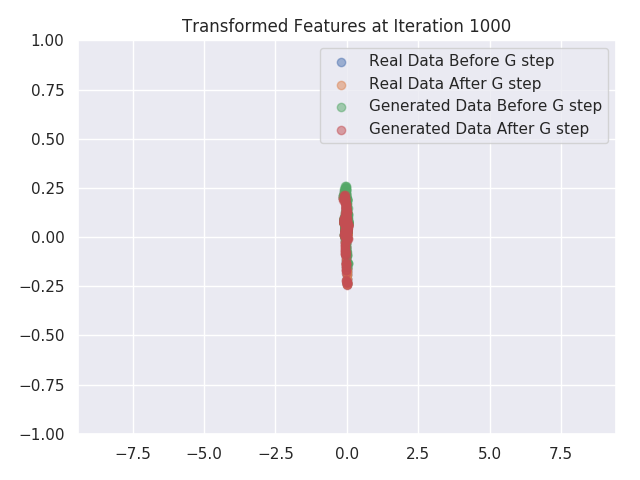 Transformed Features at Iteration 1000
1.00
0.75
0.50
0.25
0.00
−0.25
−0.50
−0.75
−1.00
Real Data Before G step
Real Data After G step
Generated Data Before G step
Generated Data After G step
−7.5 −5.0 −2.5 0.0 2.5 5.0 7.5